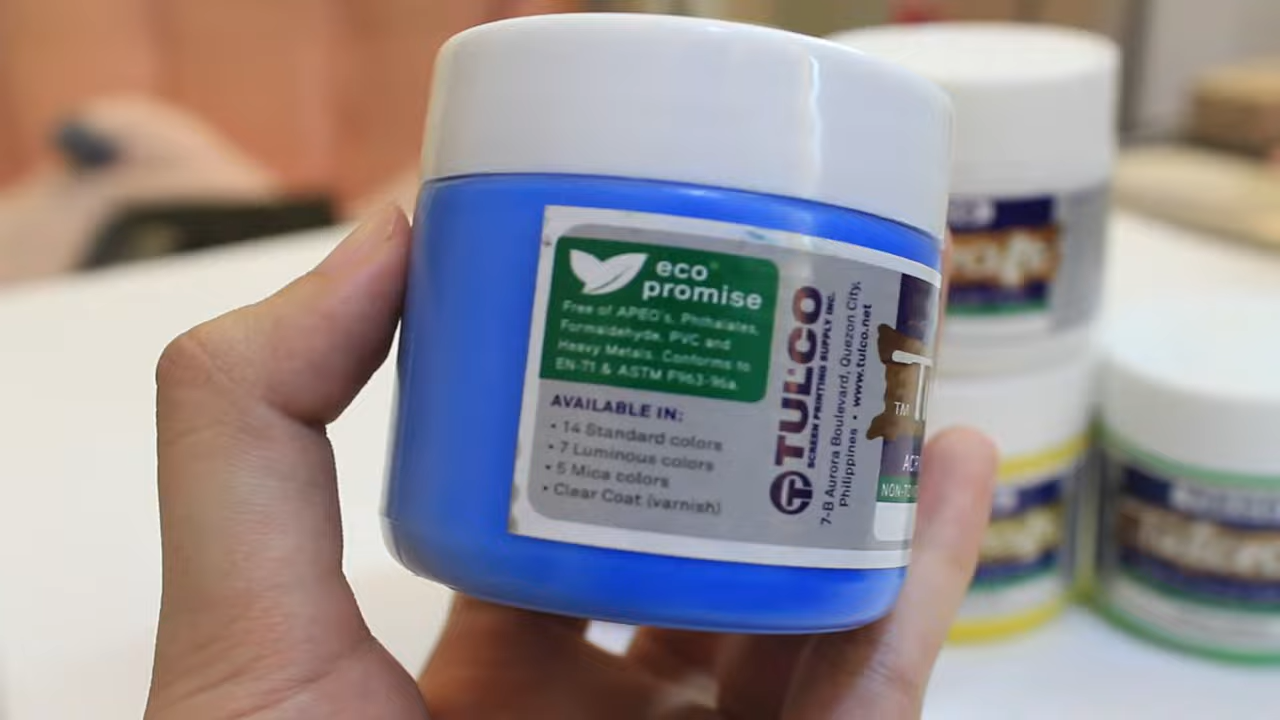 eco
promise
Free of APEO's, Phthalates,
Formaldehyde, PVC and
Heavy Metals. Conforms to
EN-71 & ASTM F963-96a.
AVAILABLE IN:
• 14 Standard colors
• 7 Luminous colors
• 5 Mica colors
• Clear Coat (varnish)
TULCO
SCREEN PRINTING SUPPLY INC.
7-B Aurora Boulevard, Quezon City,
Philippines • www.tulco.net
TM